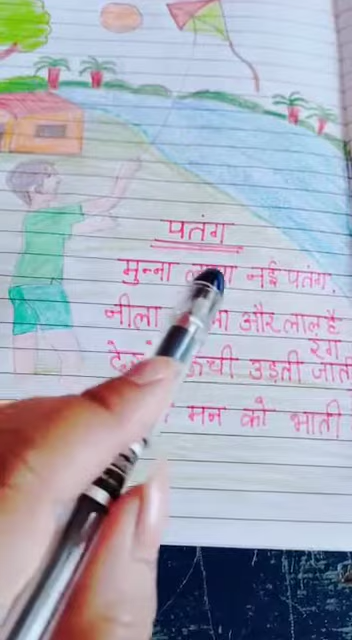 पतंग
मुन्ना लाया नई पतंग,
नीला और लाल है
रंग
ऊंची उड़ती जाती
मन को भाती